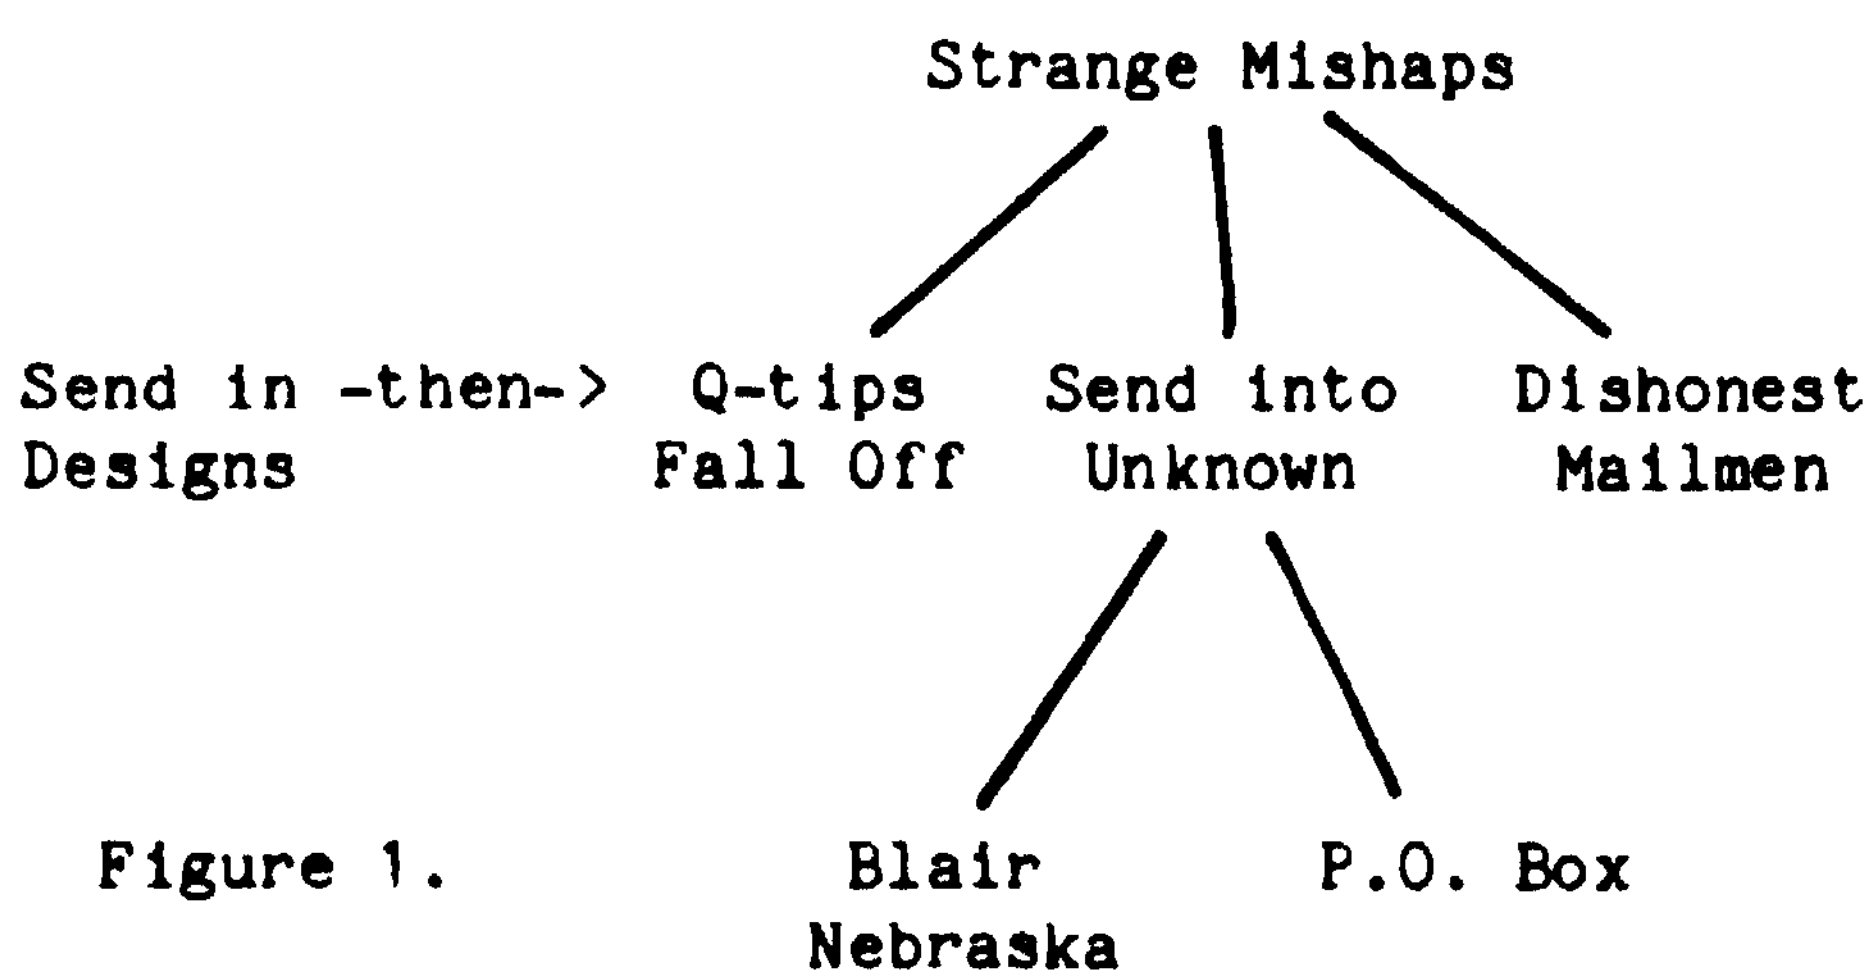 Strange Mishaps
Send in -then-> Q-tips Send into Dishonest
Designs Fall Off Unknown Mailmen
Figure 1. Blair P.O. Box
Nebraska